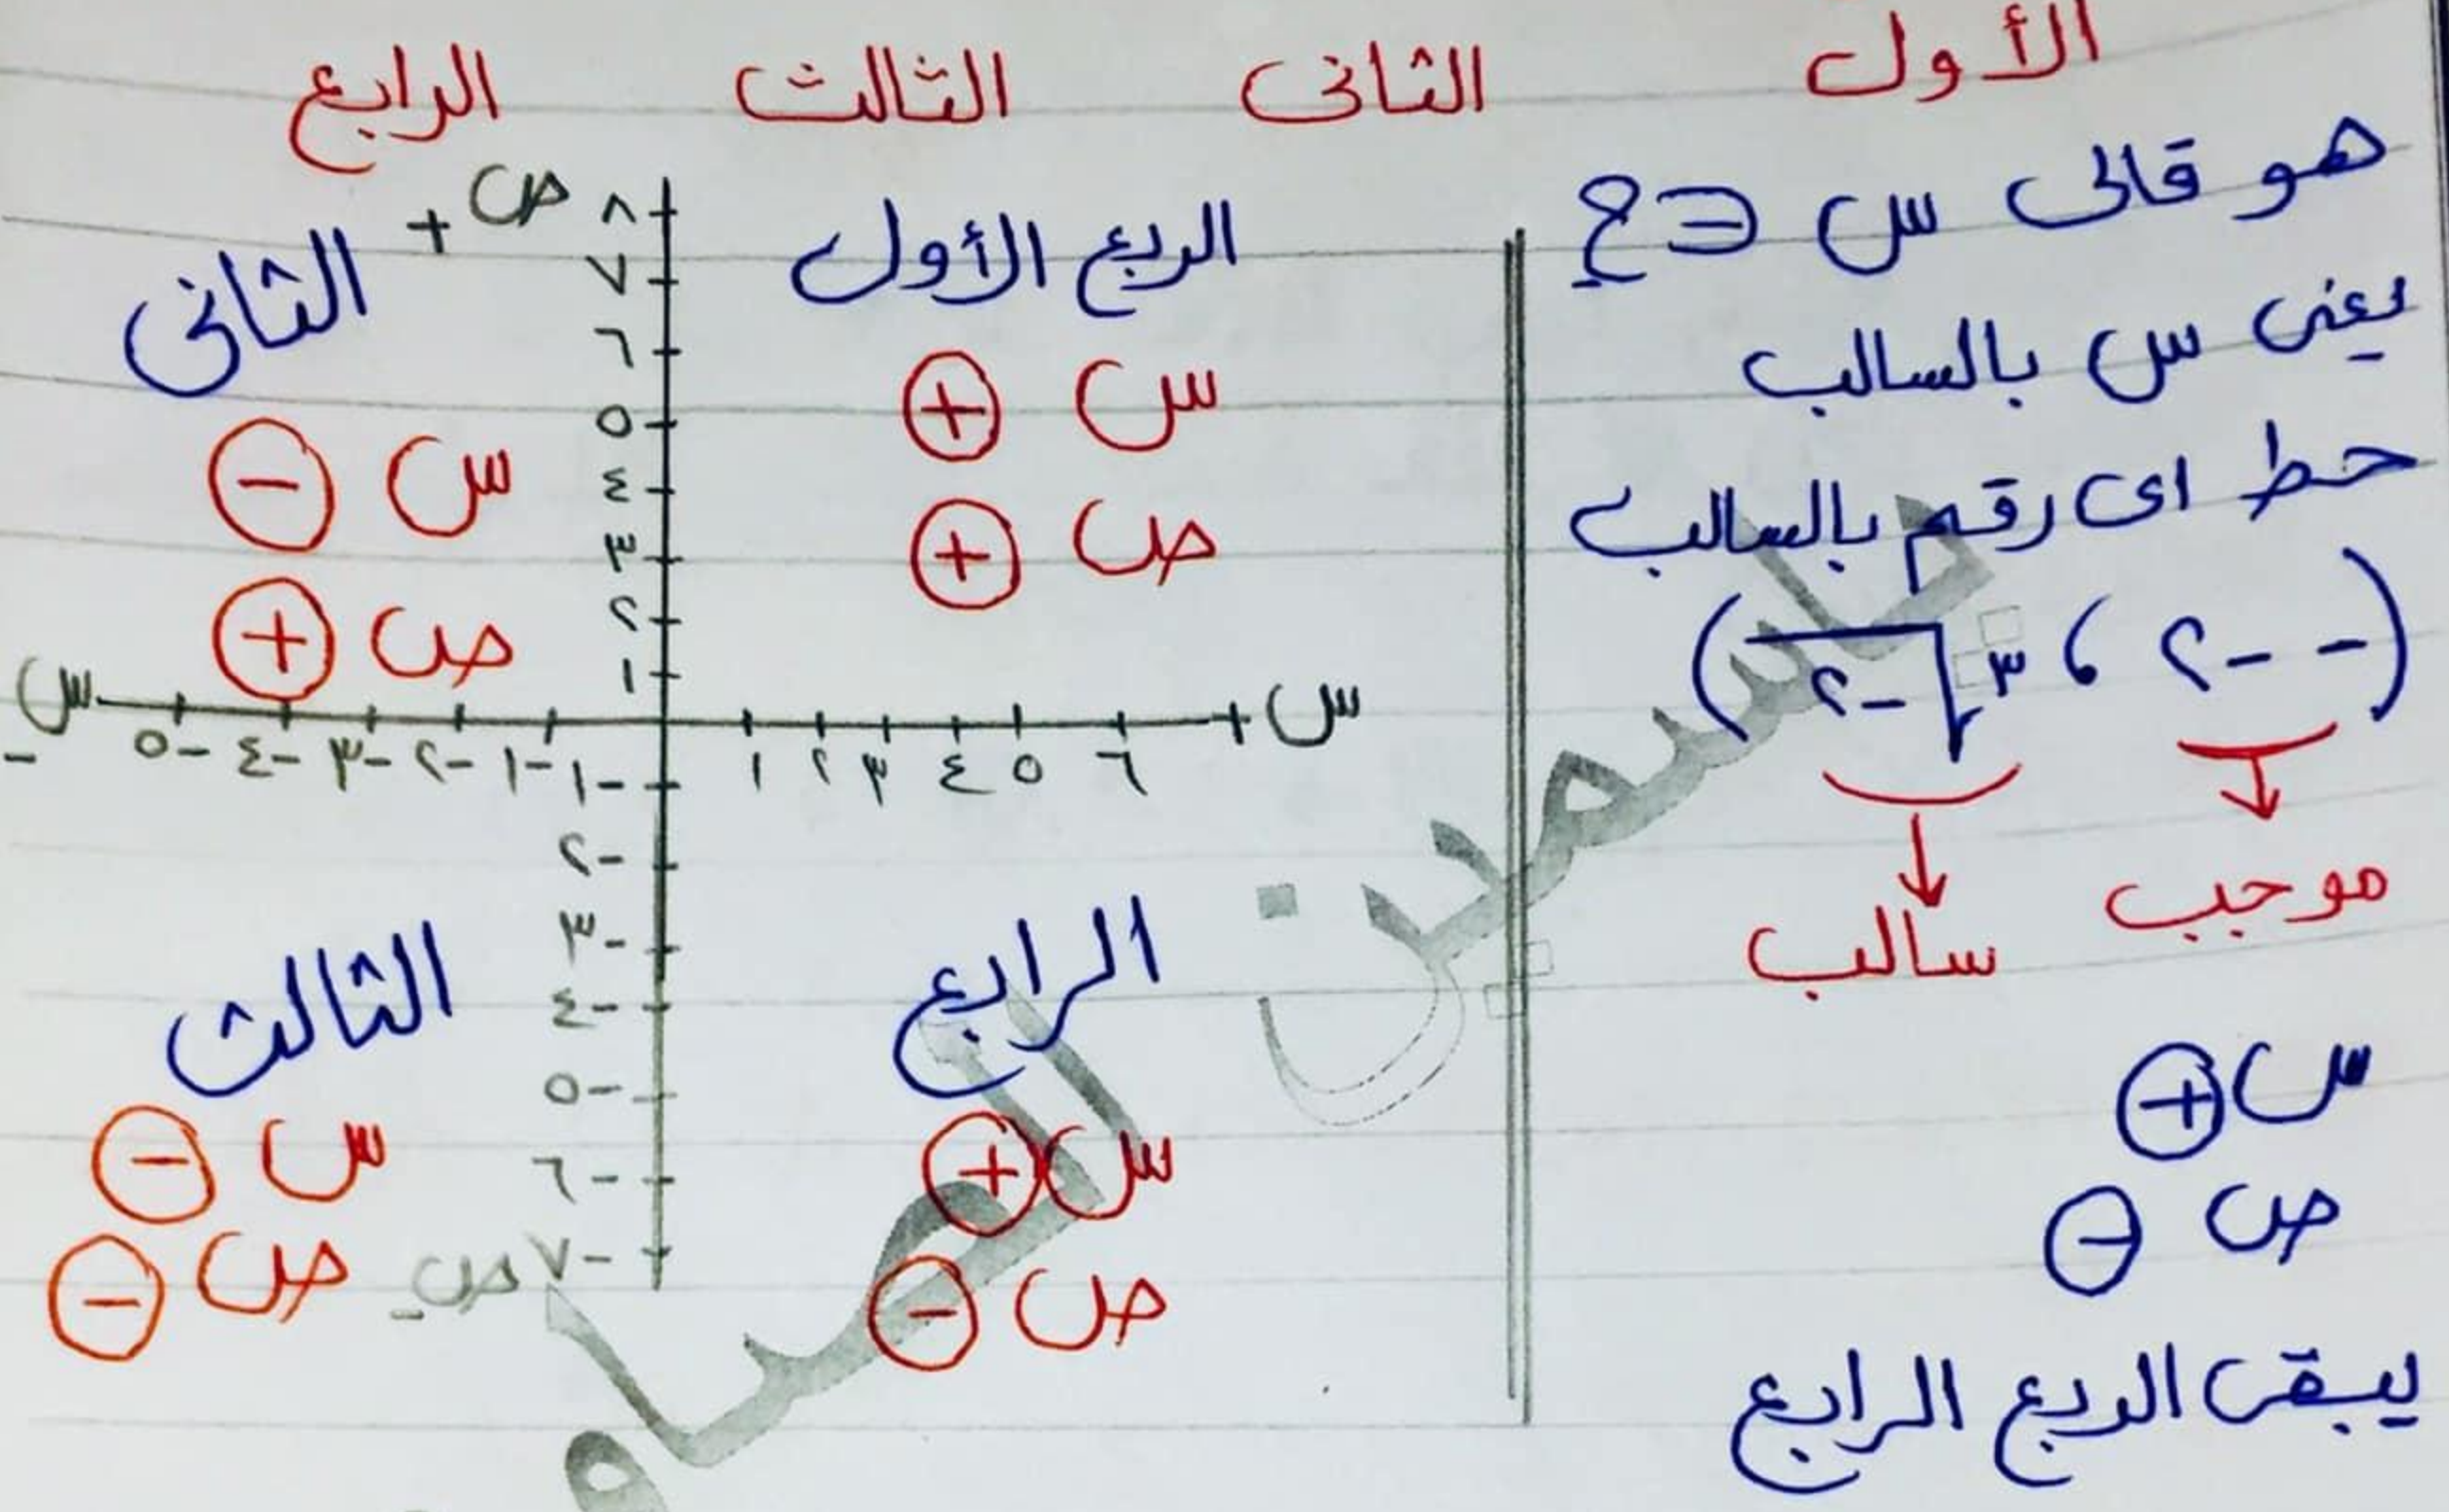 الأول الثانى الثالث الرابع
هو قالى س ∈ ح₋
يعنى س بالسالب
حط اى رقم بالسالب
(- -٢ ، ³√-٢)
موجب
سالب
س +
ص -
يبقى الربع الرابع
+ ص
الربع الأول
س +
ص +
الثانى
س -
ص +
٨
٧
٦
٥
٤
٣
٢
١
+ س
س -
-٥ -٤ -٣ -٢ -١ ١ ٢ ٣ ٤ ٥ ٦
-١
-٢
-٣
-٤
-٥
-٦
-٧
ص -
الرابع
س +
ص -
الثالث
س -
ص -
ياسمين